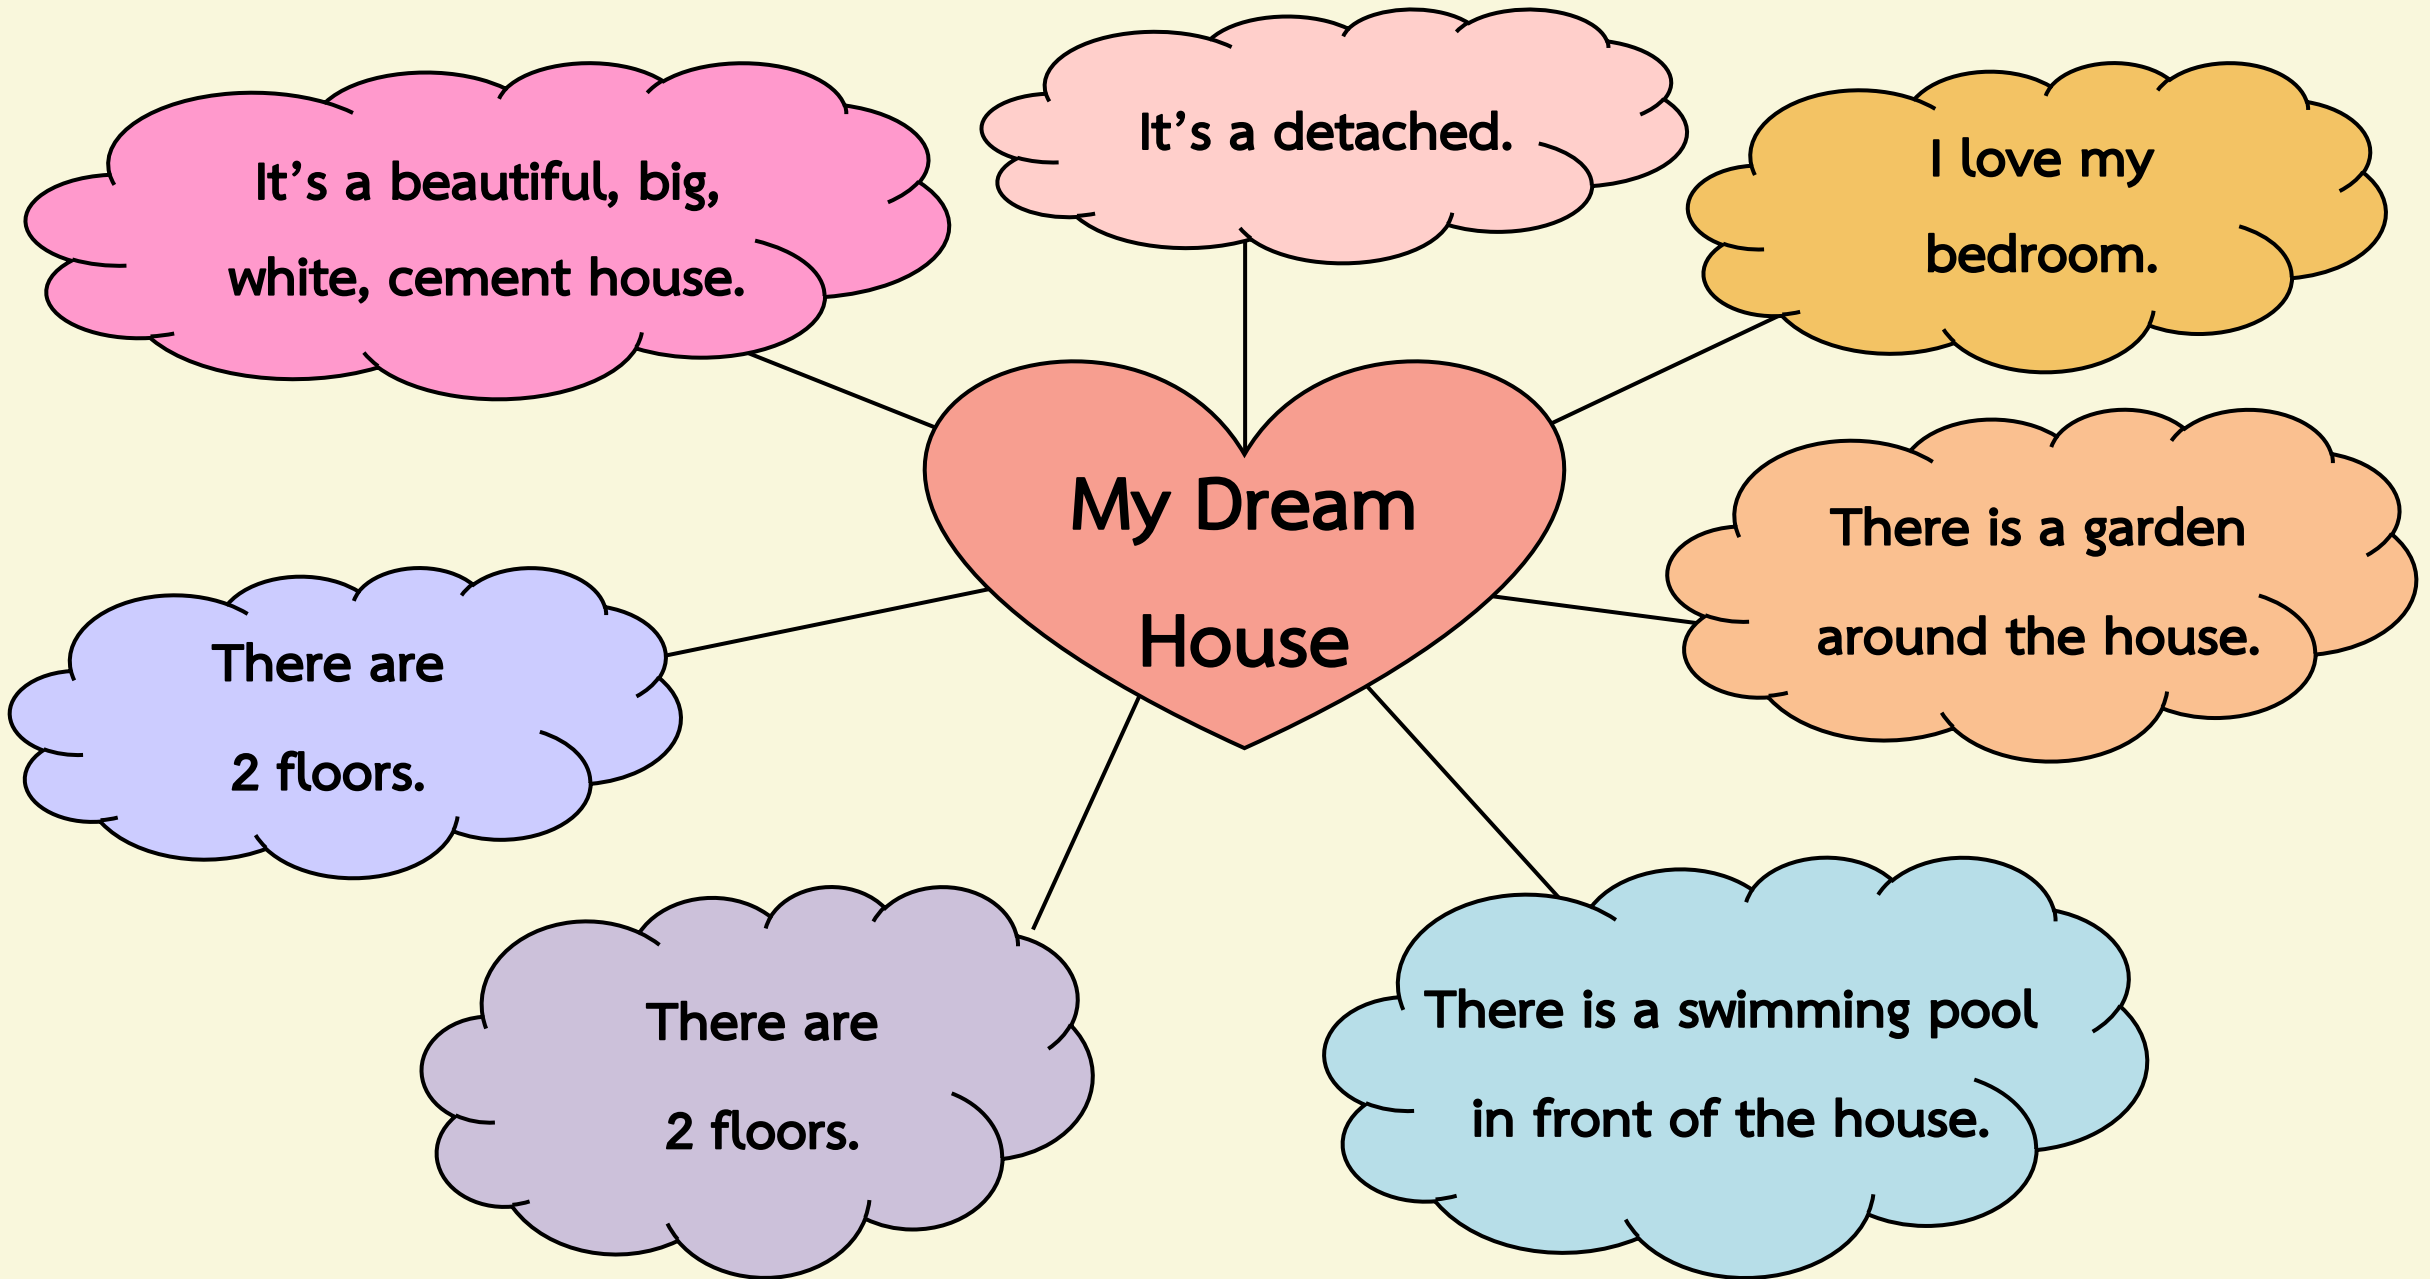 It's a detached.
It's a beautiful, big,
white, cement house.
I love my
bedroom.
My Dream
House
There is a garden
around the house.
There are
2 floors.
There are
2 floors.
There is a swimming pool
in front of the house.